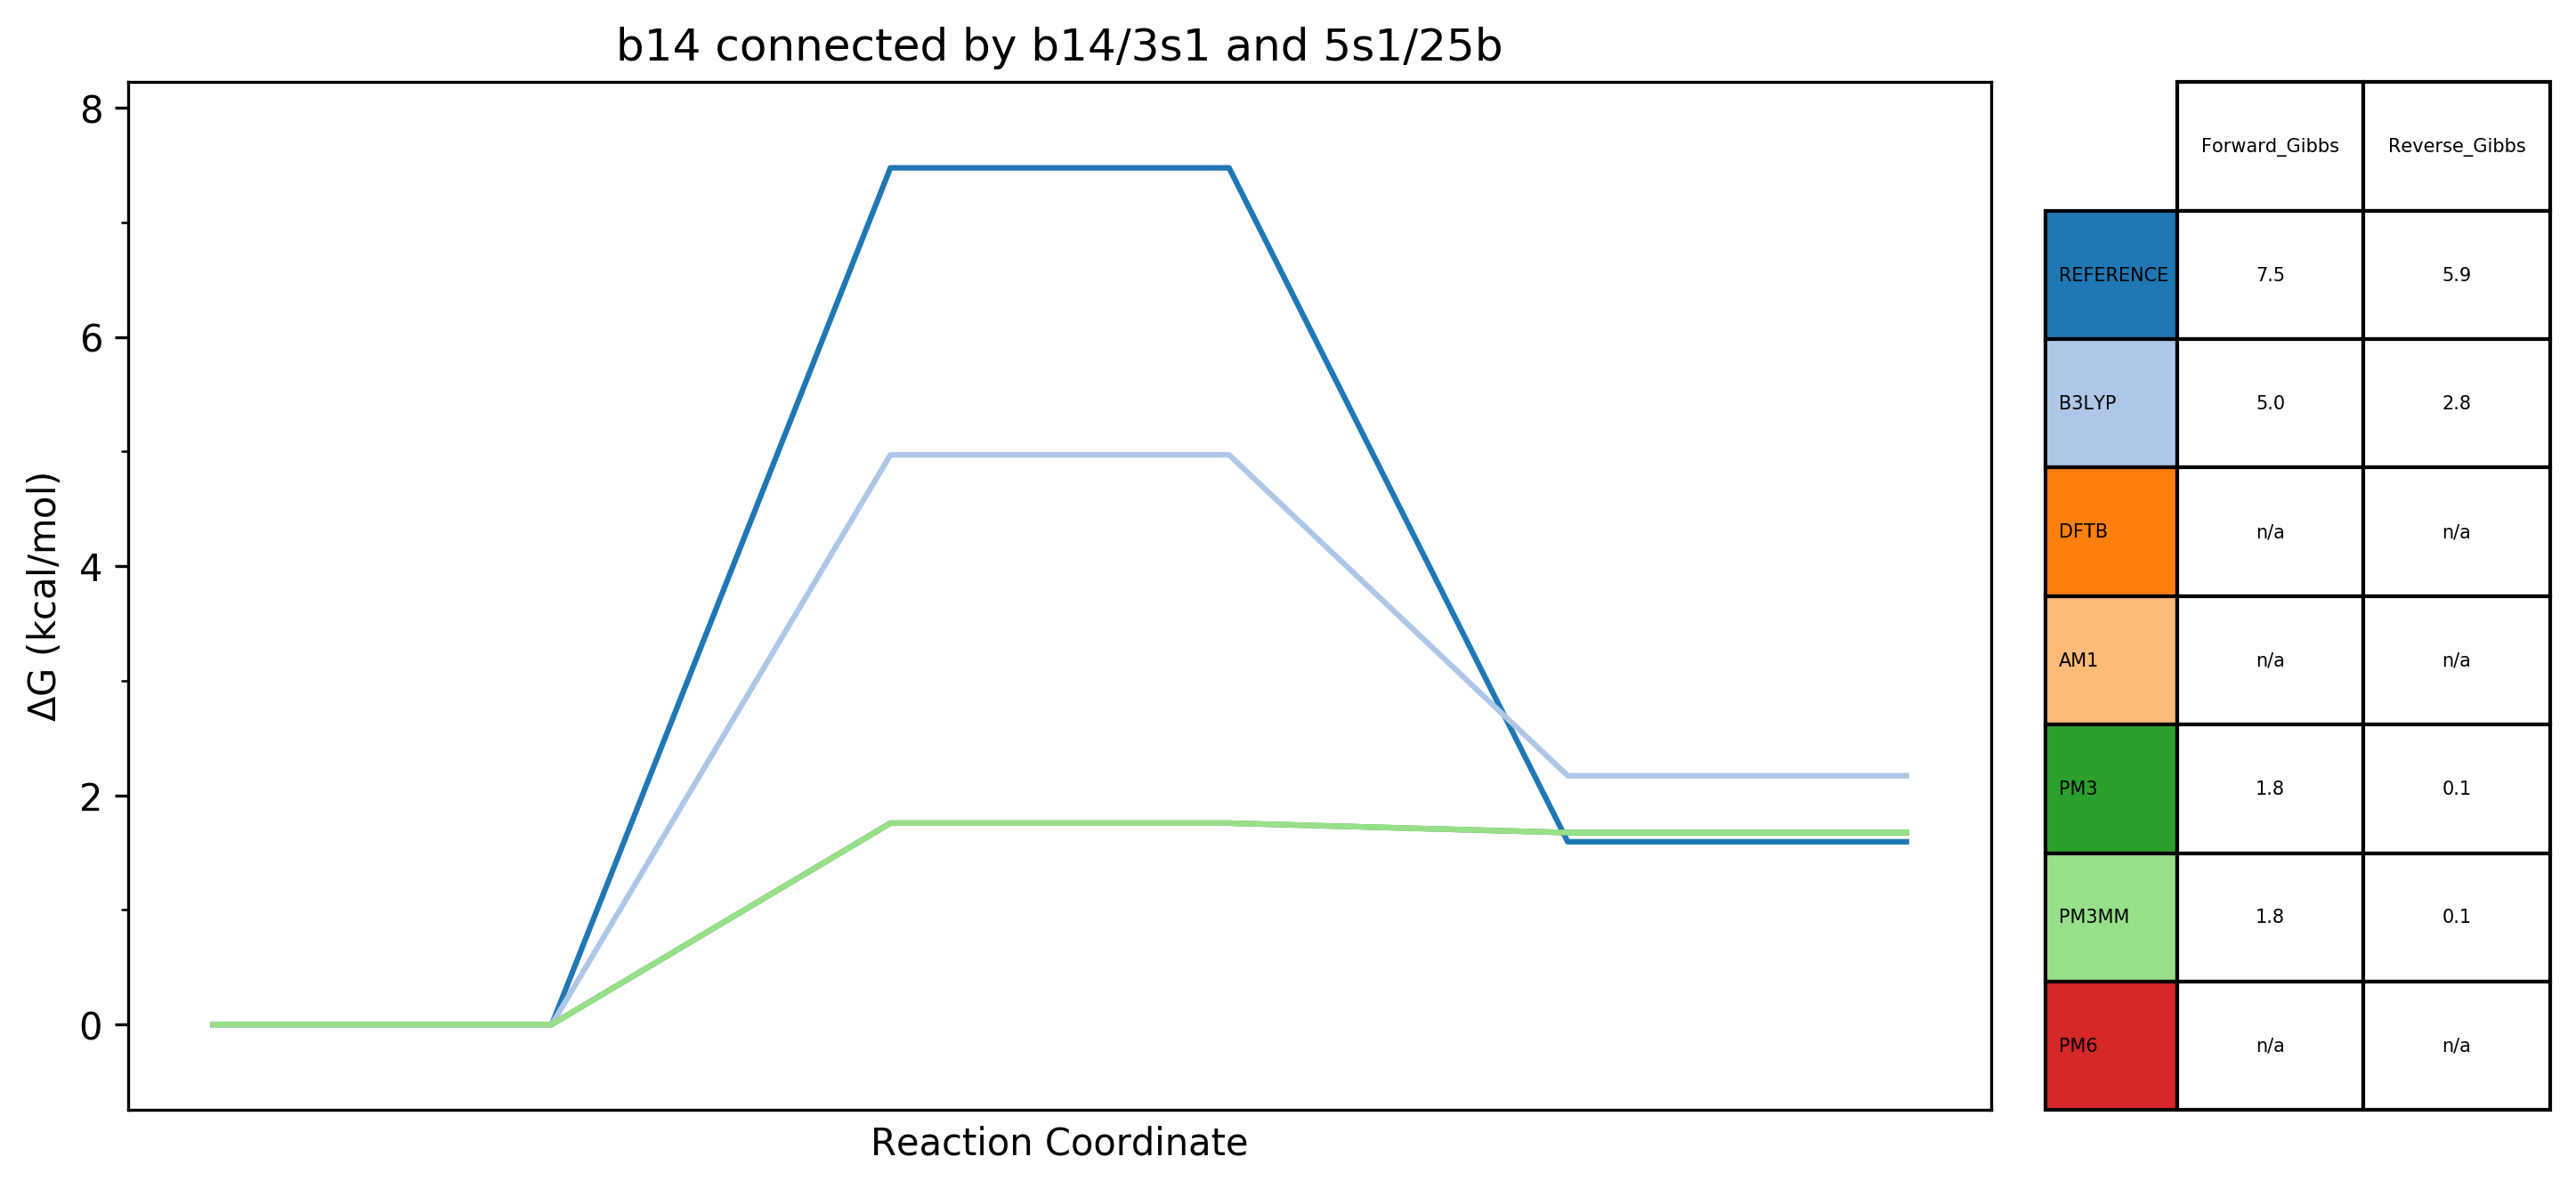 b14 connected by b14/3s1 and 5s1/25b
8
6
4
2
0
ΔG (kcal/mol)
Reaction Coordinate
Forward_Gibbs Reverse_Gibbs
REFERENCE 7.5 5.9
B3LYP 5.0 2.8
DFTB n/a n/a
AM1 n/a n/a
PM3 1.8 0.1
PM3MM 1.8 0.1
PM6 n/a n/a